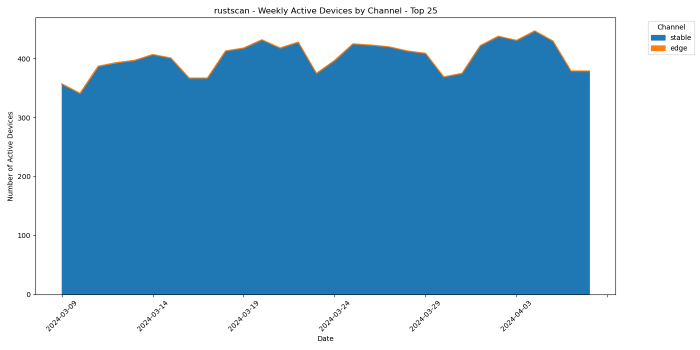 rustscan - Weekly Active Devices by Channel - Top 25
Channel
stable
edge
Number of Active Devices
400
300
200
100
0
2024-03-09
2024-03-14
2024-03-19
2024-03-24
2024-03-29
2024-04-03
Date